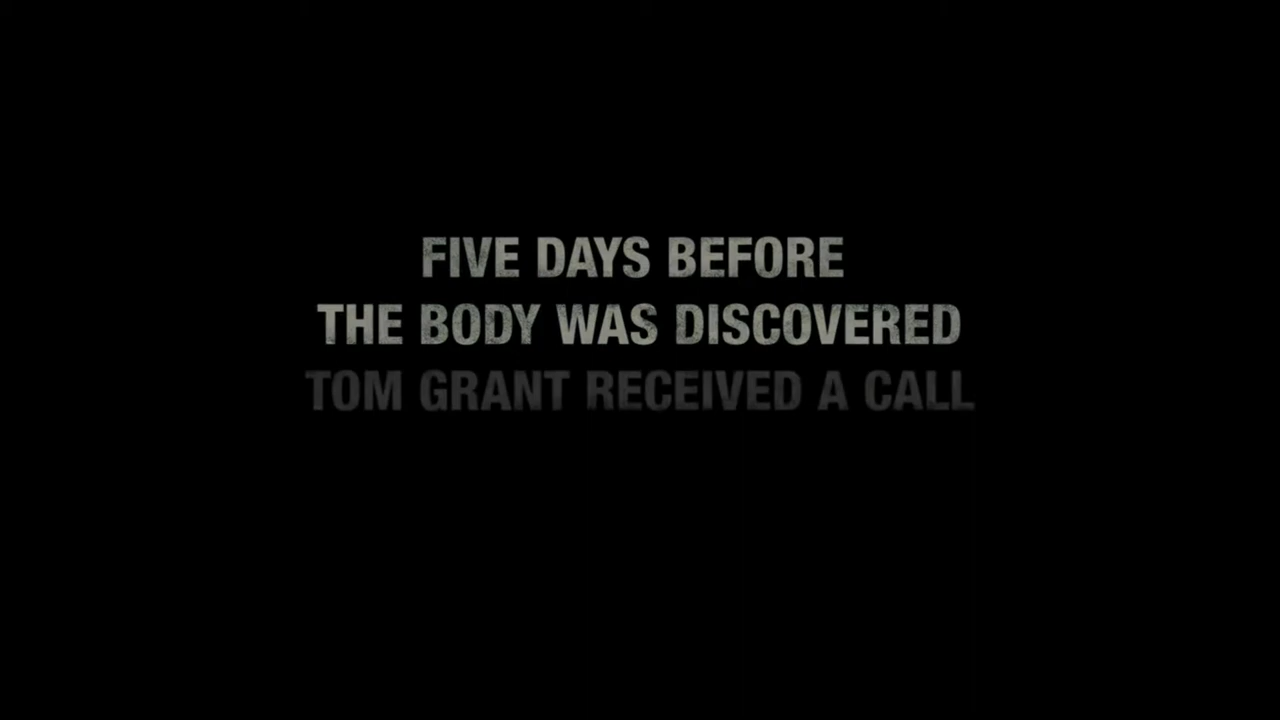 FIVE DAYS BEFORE
THE BODY WAS DISCOVERED
TOM GRANT RECEIVED A CALL